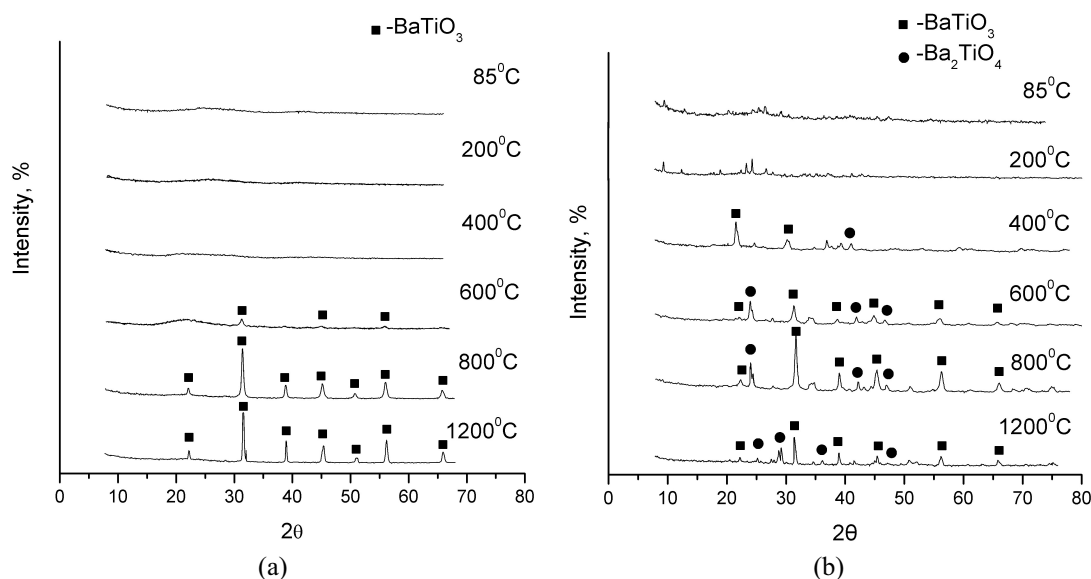 ■ -BaTiO₃
85⁰C
200⁰C
400⁰C
600⁰C
800⁰C
1200⁰C
Intensity, %
0 10 20 30 40 50 60 70 80
2θ
(a)
■ -BaTiO₃
● -Ba₂TiO₄
85⁰C
200⁰C
400⁰C
600⁰C
800⁰C
1200⁰C
Intensity, %
0 10 20 30 40 50 60 70 80
2θ
(b)